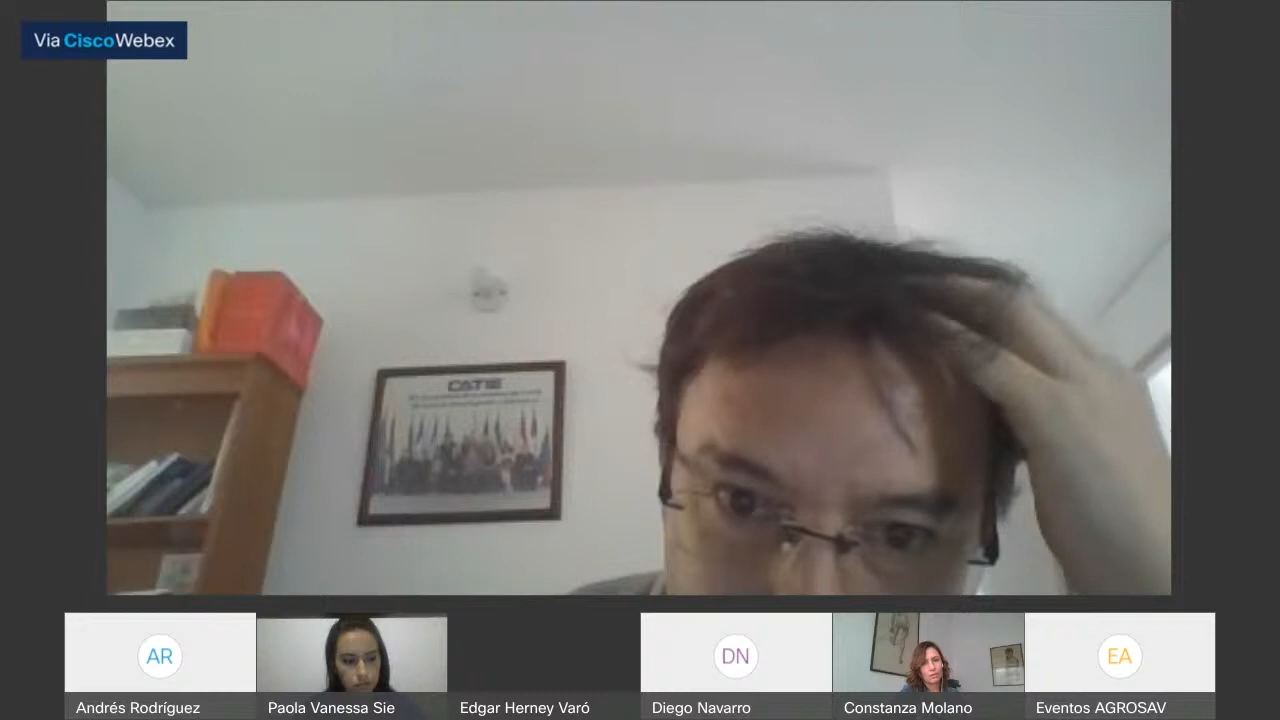 Via CiscoWebex
CATIE
AR
DN
EA
Andrés Rodríguez
Paola Vanessa Sie
Edgar Herney Varó
Diego Navarro
Constanza Molano
Eventos AGROSAV